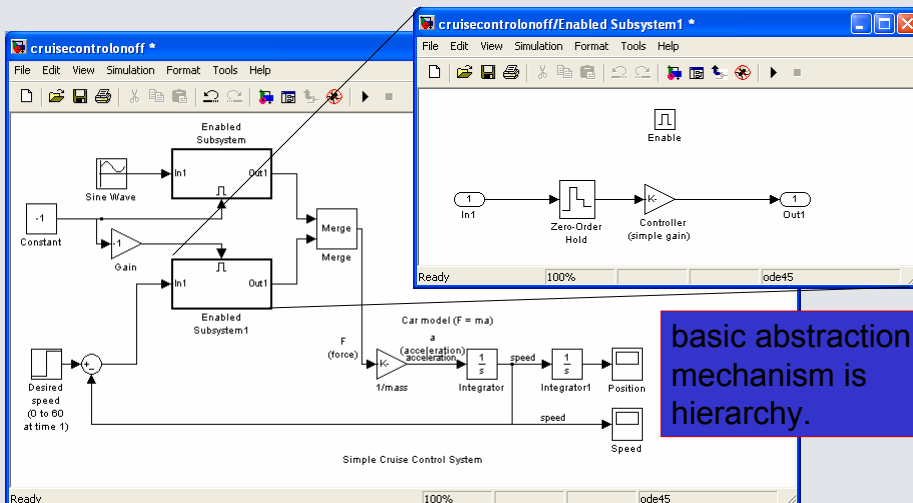 cruisecontrolonoff *
File Edit View Simulation Format Tools Help
Enabled
Subsystem
In1
Out1
Sine Wave
-1
Constant
-1
Gain
Merge
Merge
In1
Out1
Enabled
Subsystem1
Car model (F = ma)
F
(force)
a
(acceleration)
acceleration
K-
1/mass
1
s
Integrator
speed
1
s
Integrator1
Position
Desired
speed
(0 to 60
at time 1)
+
−
speed
Speed
Simple Cruise Control System
Ready
100%
ode45
cruisecontrolonoff/Enabled Subsystem1 *
File Edit View Simulation Format Tools Help
Enable
1
In1
Zero-Order
Hold
K-
Controller
(simple gain)
1
Out1
Ready
100%
ode45
basic abstraction
mechanism is
hierarchy.